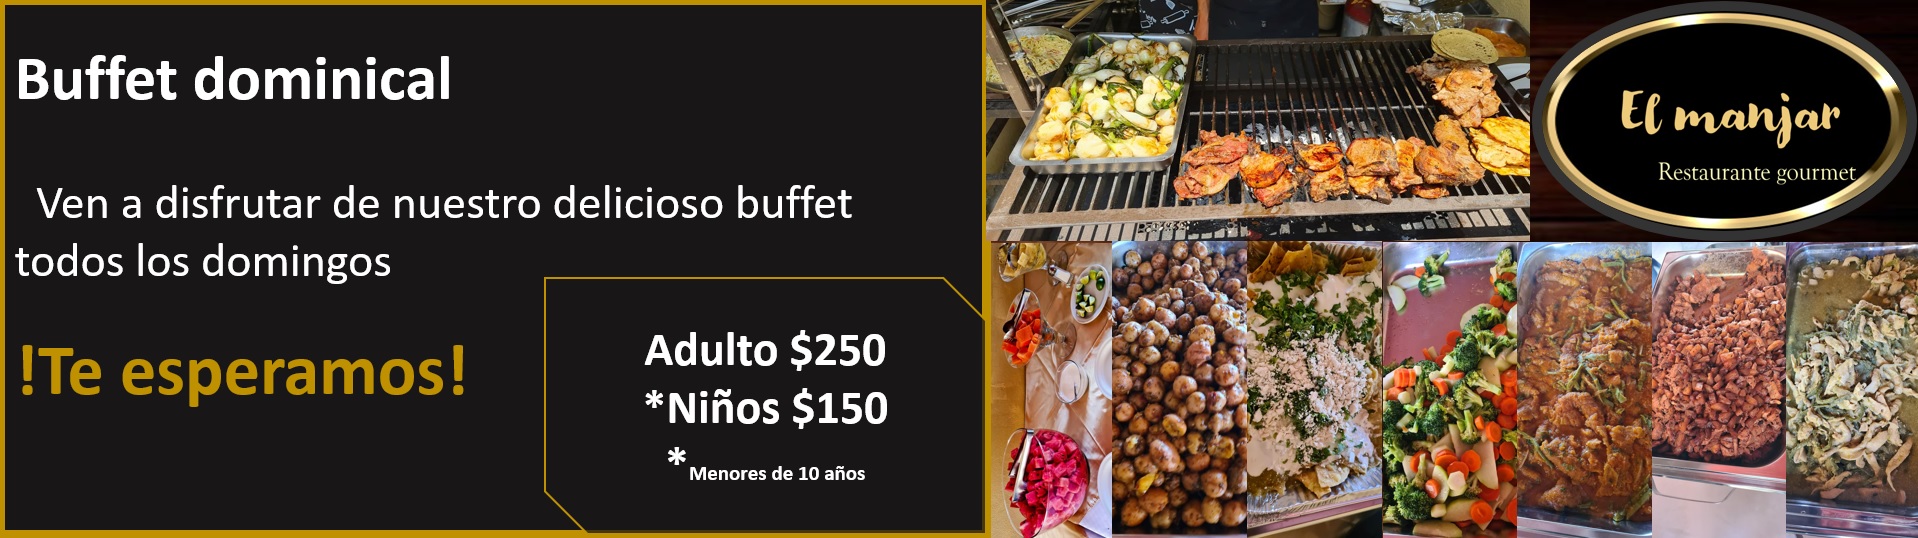 Buffet dominical
Ven a disfrutar de nuestro delicioso buffet
todos los domingos
!Te esperamos!
Adulto $250
*Niños $150
*Menores de 10 años
El manjar
Restaurante gourmet